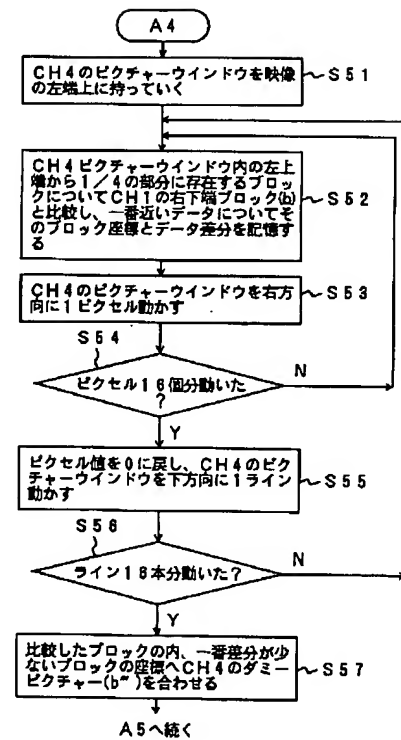 A4
CH4のピクチャーウインドウを映像
の左端上に持っていく
S51
CH4ピクチャーウインドウ内の左上
端から1/4の部分に存在するブロッ
クについてCH1の右下端ブロック(b)
と比較し、一番近いデータについてそ
のブロック座標とデータ差分を記憶す
る
S52
CH4のピクチャーウインドウを右方
向に1ピクセル動かす
S53
S54
ピクセル16個分動いた
?
N
Y
ピクセル値を0に戻し、CH4のピク
チャーウインドウを下方向に1ライン
動かす
S55
S56
ライン16本分動いた?
N
Y
比較したブロックの内、一番差分が少
ないブロックの座標へCH4のダミー
ピクチャー(b‴)を合わせる
S57
A5へ続く